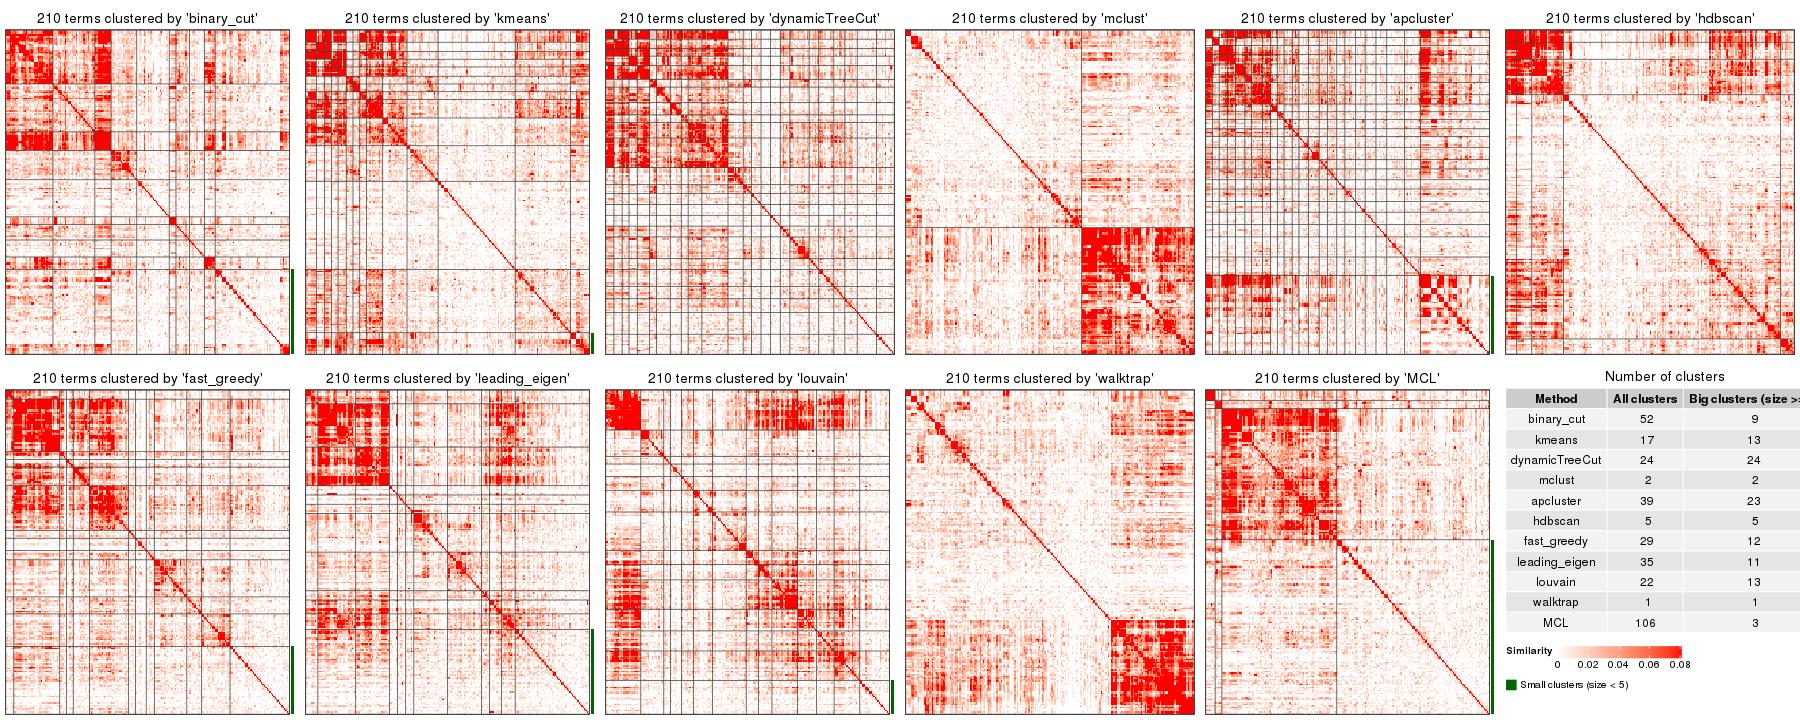 210 terms clustered by 'binary_cut'
210 terms clustered by 'kmeans'
210 terms clustered by 'dynamicTreeCut'
210 terms clustered by 'mclust'
210 terms clustered by 'apcluster'
210 terms clustered by 'hdbscan'
210 terms clustered by 'fast_greedy'
210 terms clustered by 'leading_eigen'
210 terms clustered by 'louvain'
210 terms clustered by 'walktrap'
210 terms clustered by 'MCL'
Number of clusters
Method All clusters Big clusters (size >=
binary_cut 52 9
kmeans 17 13
dynamicTreeCut 24 24
mclust 2 2
apcluster 39 23
hdbscan 5 5
fast_greedy 29 12
leading_eigen 35 11
louvain 22 13
walktrap 1 1
MCL 106 3
Similarity
0 0.02 0.04 0.06 0.08
Small clusters (size < 5)